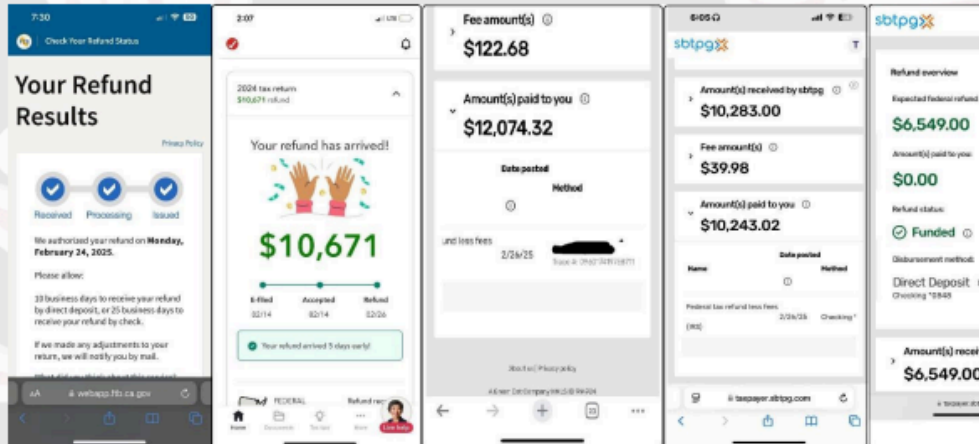 7:30
Check Your Refund Status
Your Refund
Results
Privacy Policy
Received Processing Issued
We authorized your refund on Monday,
February 24, 2025.
Please allow:
10 business days to receive your refund
by direct deposit, or 25 business days to
receive your refund by check.
If we made any adjustments to your
return, we will notify you by mail.
AA webapp.ftb.ca.gov
2:07
2024 tax return
$10,671 refund
Your refund has arrived!
$10,671
E-filed Accepted Refund
02/14 02/14 02/26
Your refund arrived 5 days early!
FEDERAL
Home Documents More Live help
Fee amount(s)
$122.68
Amount(s) paid to you
$12,074.32
Date posted
Method
und less fees
2/26/25
About us | Privacy policy
6:05
sbtpg
T
Amount(s) received by sbtpg
$10,283.00
Fee amount(s)
$39.98
Amount(s) paid to you
$10,243.02
Date posted
Name Method
Federal tax refund less fees
(IRS)
2/26/25 Checking *
taxpayer.sbtpg.com
sbtpg
Refund overview
Expected federal refund
$6,549.00
Amount(s) paid to you
$0.00
Refund status:
Funded
Disbursement method:
Direct Deposit
Checking *0848
Amount(s) recei
$6,549.00